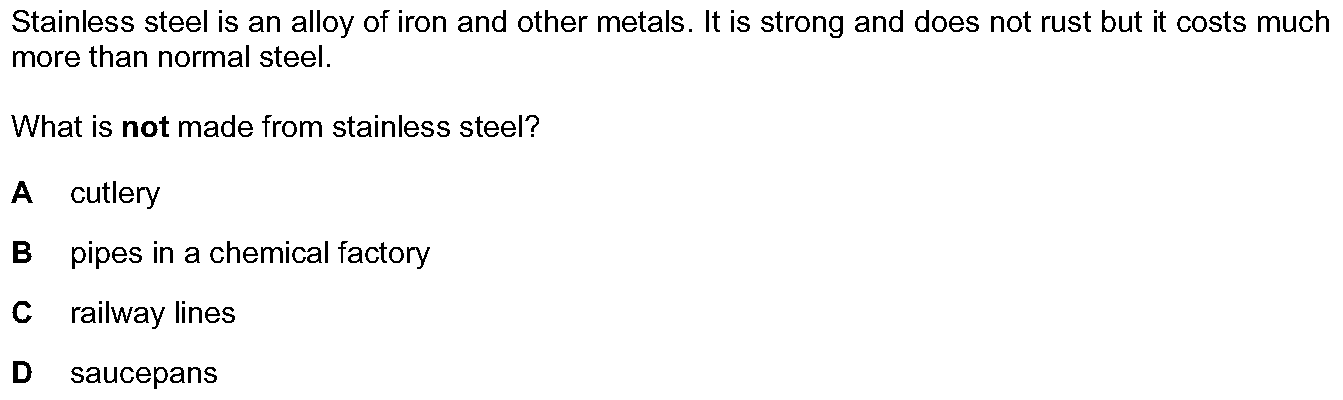 Stainless steel is an alloy of iron and other metals. It is strong and does not rust but it costs much
more than normal steel.
What is not made from stainless steel?
A cutlery
B pipes in a chemical factory
C railway lines
D saucepans